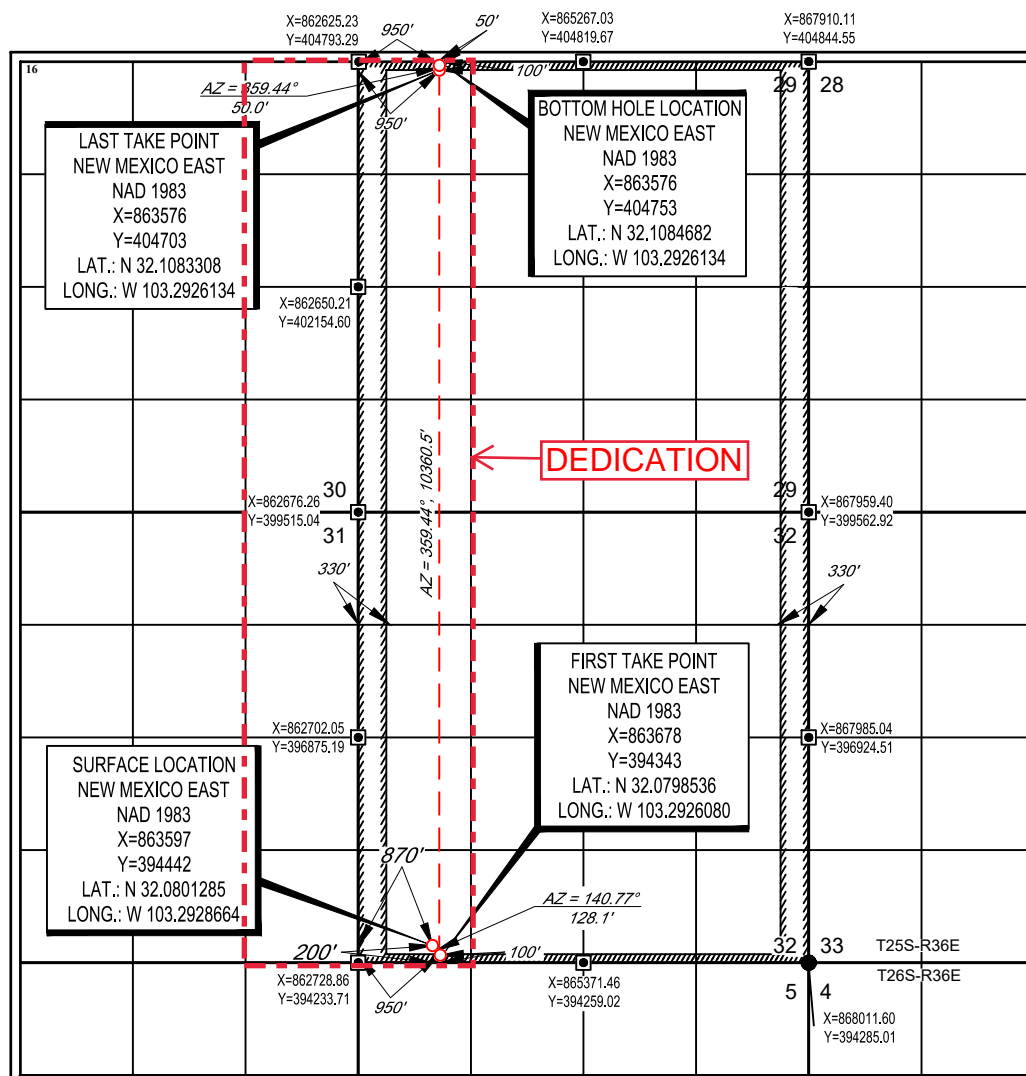 X=862625.23
Y=404793.29
950'
50'
X=865267.03
Y=404819.67
X=867910.11
Y=404844.55
16
AZ = 359.44°
50.0'
100'
29
28
950'
LAST TAKE POINT
NEW MEXICO EAST
NAD 1983
X=863576
Y=404703
LAT.: N 32.1083308
LONG.: W 103.2926134
BOTTOM HOLE LOCATION
NEW MEXICO EAST
NAD 1983
X=863576
Y=404753
LAT.: N 32.1084682
LONG.: W 103.2926134
X=862650.21
Y=402154.60
DEDICATION
AZ = 359.44°, 10360.5'
X=862676.26
Y=399515.04
30
31
29
32
X=867959.40
Y=399562.92
330'
330'
FIRST TAKE POINT
NEW MEXICO EAST
NAD 1983
X=863678
Y=394343
LAT.: N 32.0798536
LONG.: W 103.2926080
X=862702.05
Y=396875.19
X=867985.04
Y=396924.51
SURFACE LOCATION
NEW MEXICO EAST
NAD 1983
X=863597
Y=394442
LAT.: N 32.0801285
LONG.: W 103.2928664
870'
AZ = 140.77°
128.1'
200'
100'
32
33
T25S-R36E
T26S-R36E
X=862728.86
Y=394233.71
950'
X=865371.46
Y=394259.02
5
4
X=868011.60
Y=394285.01